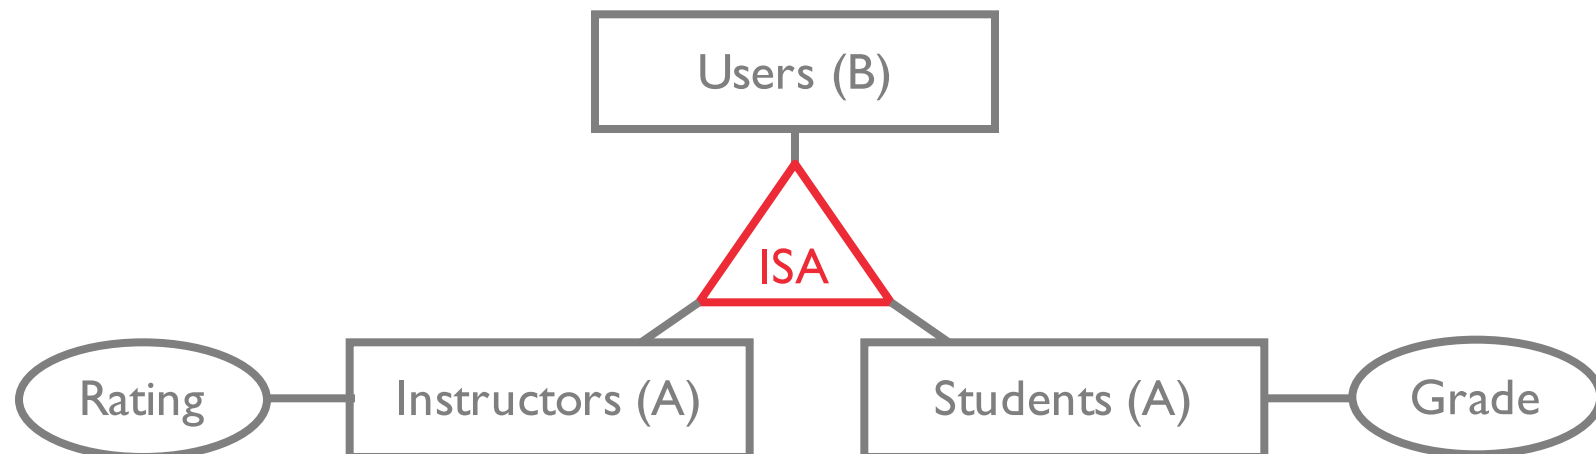 Users (B)
ISA
Rating
Instructors (A)
Students (A)
Grade